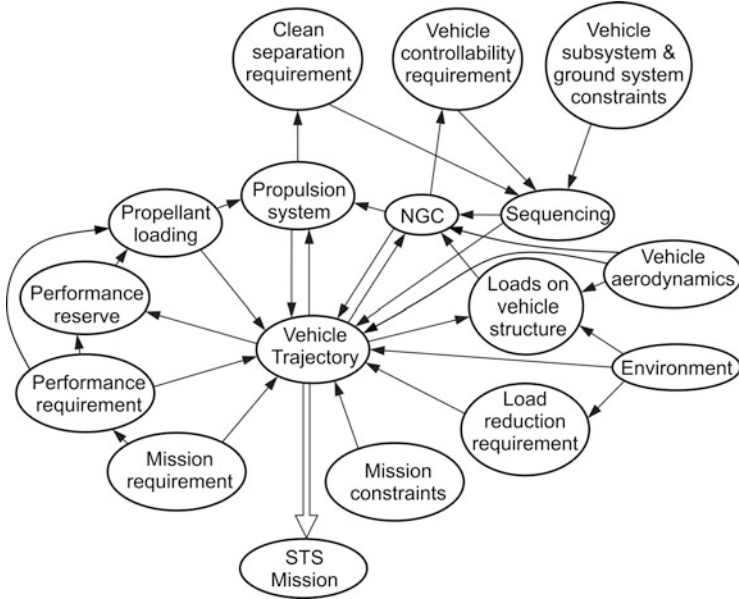 Clean
separation
requirement
Vehicle
controllability
requirement
Vehicle
subsystem &
ground system
constraints
Propulsion
system
NGC
Sequencing
Propellant
loading
Vehicle
aerodynamics
Performance
reserve
Loads on
vehicle
structure
Vehicle
Trajectory
Environment
Performance
requirement
Load
reduction
requirement
Mission
requirement
Mission
constraints
STS
Mission